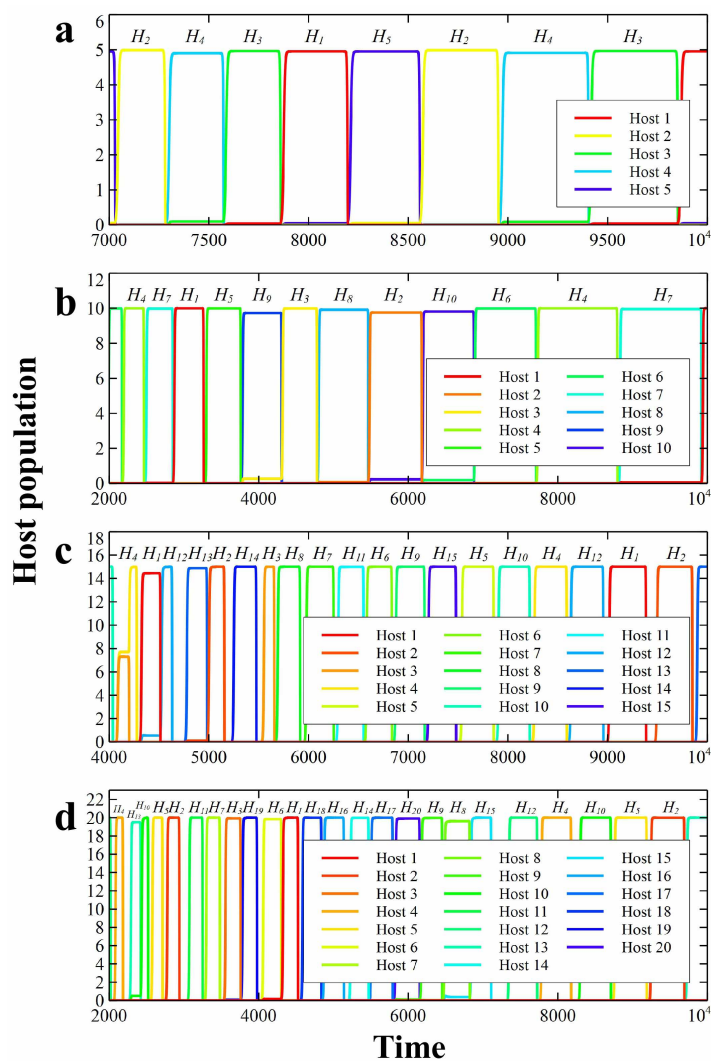 a
6
5
4
3
2
1
0
H2 H4 H3 H1 H5 H2 H4 H3
Host 1
Host 2
Host 3
Host 4
Host 5
7000 7500 8000 8500 9000 9500 10^4
b
12
10
8
6
4
2
0
H4 H7 H1 H5 H9 H3 H8 H2 H10 H6 H4 H7
Host 1 Host 6
Host 2 Host 7
Host 3 Host 8
Host 4 Host 9
Host 5 Host 10
2000 4000 6000 8000 10^4
Host population
c
18
16
14
12
10
8
6
4
2
0
H4 H1 H12 H13 H2 H14 H3 H8 H7 H11 H6 H9 H15 H5 H10 H4 H12 H1 H2
Host 1 Host 6 Host 11
Host 2 Host 7 Host 12
Host 3 Host 8 Host 13
Host 4 Host 9 Host 14
Host 5 Host 10 Host 15
4000 5000 6000 7000 8000 9000 10^4
d
22
20
18
16
14
12
10
8
6
4
2
0
H4 H13 H10 H5 H2 H11 H7 H3 H19 H6 H1 H18 H16 H14 H17 H20 H9 H8 H15 H12 H4 H10 H5 H2
Host 1 Host 8 Host 15
Host 2 Host 9 Host 16
Host 3 Host 10 Host 17
Host 4 Host 11 Host 18
Host 5 Host 12 Host 19
Host 6 Host 13 Host 20
Host 7 Host 14
2000 4000 6000 8000 10^4
Time